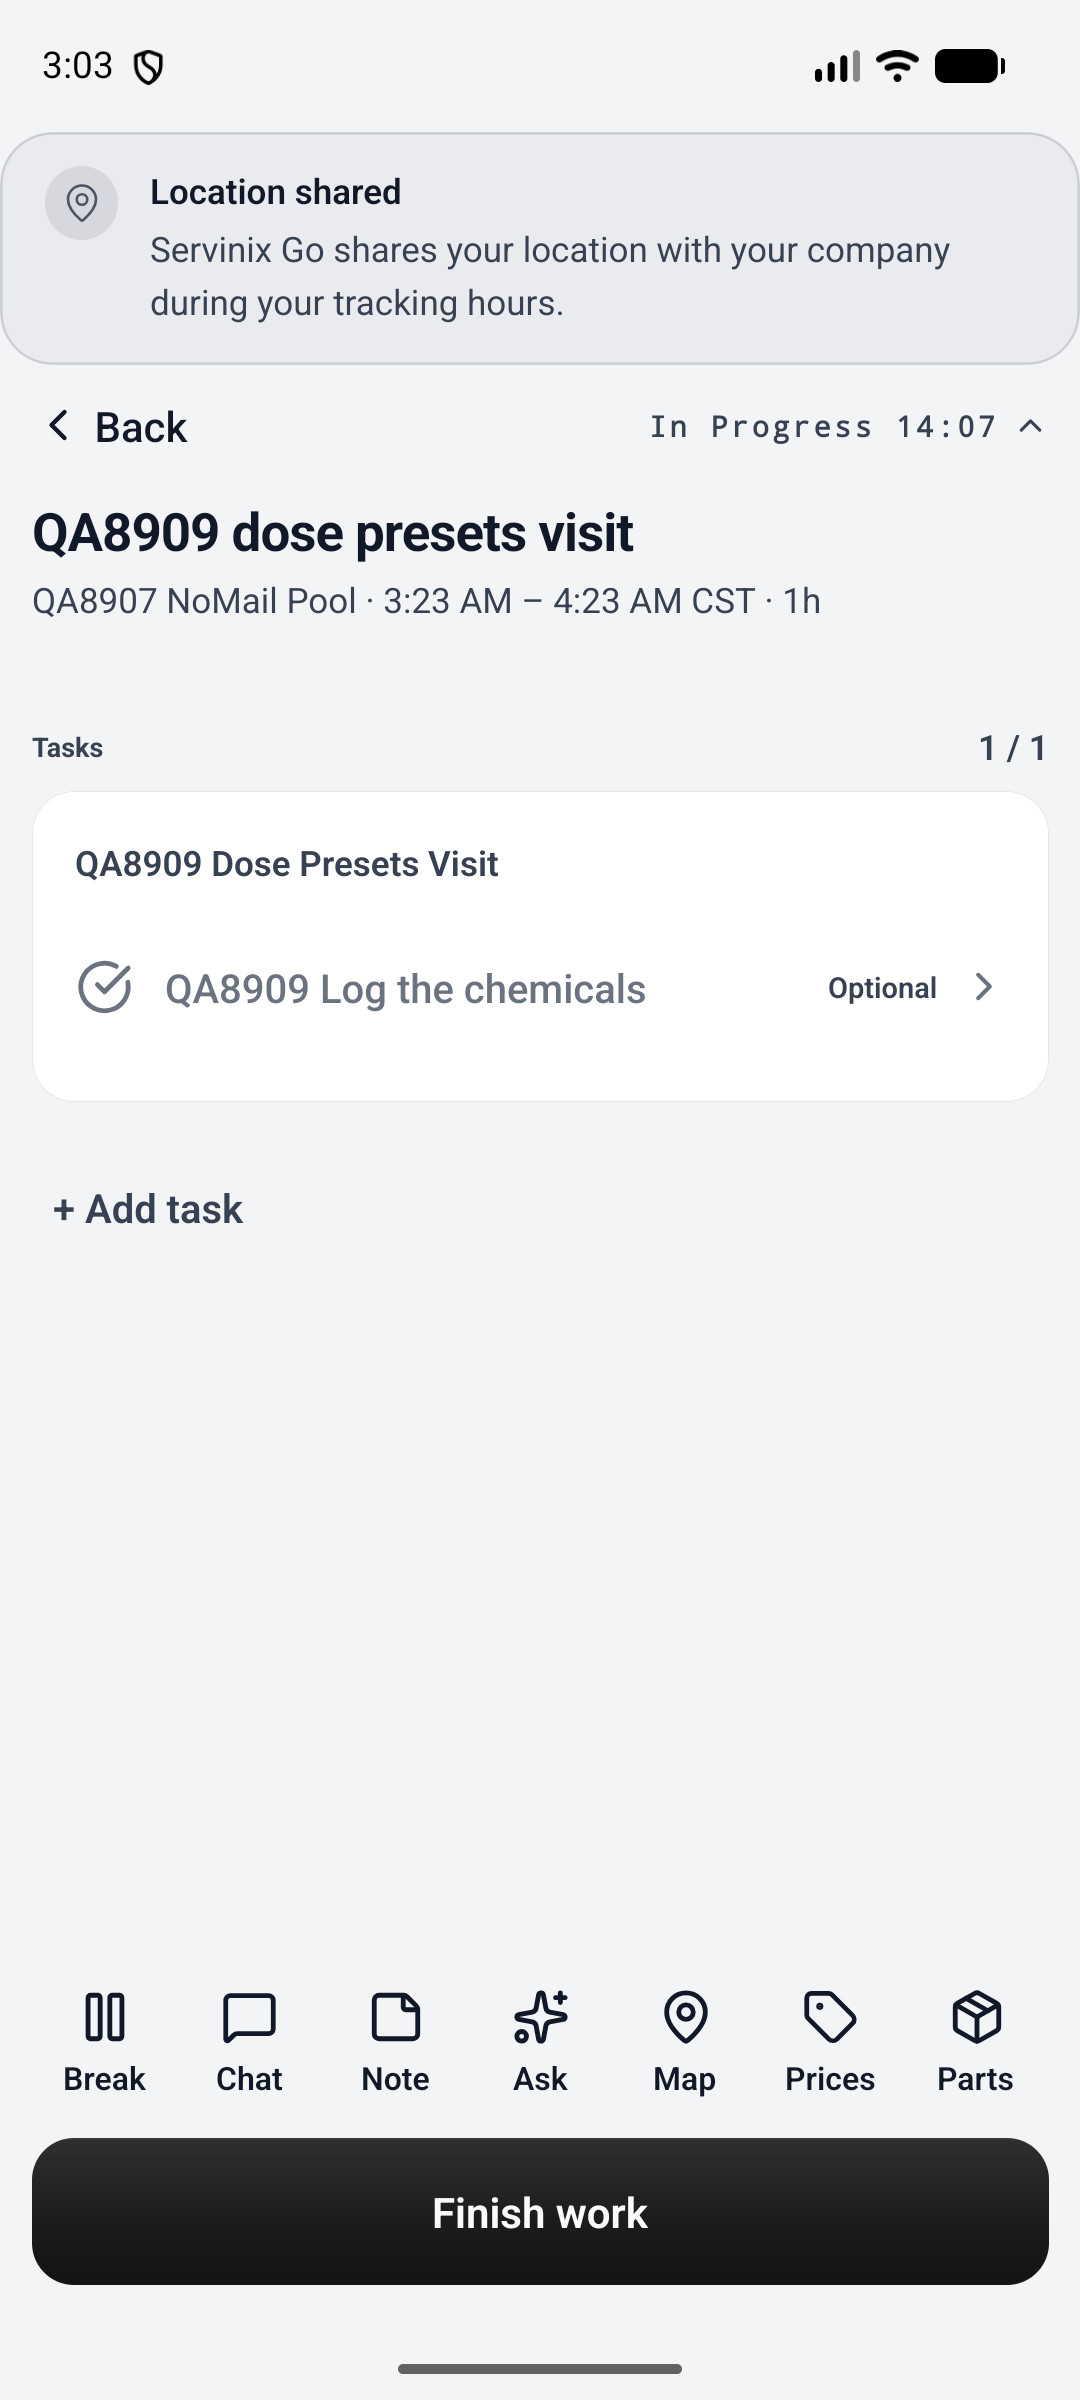 3:03
Location shared
Servinix Go shares your location with your company
during your tracking hours.
Back
In Progress 14:07
QA8909 dose presets visit
QA8907 NoMail Pool · 3:23 AM – 4:23 AM CST · 1h
Tasks
1 / 1
QA8909 Dose Presets Visit
QA8909 Log the chemicals
Optional
+ Add task
Break
Chat
Note
Ask
Map
Prices
Parts
Finish work